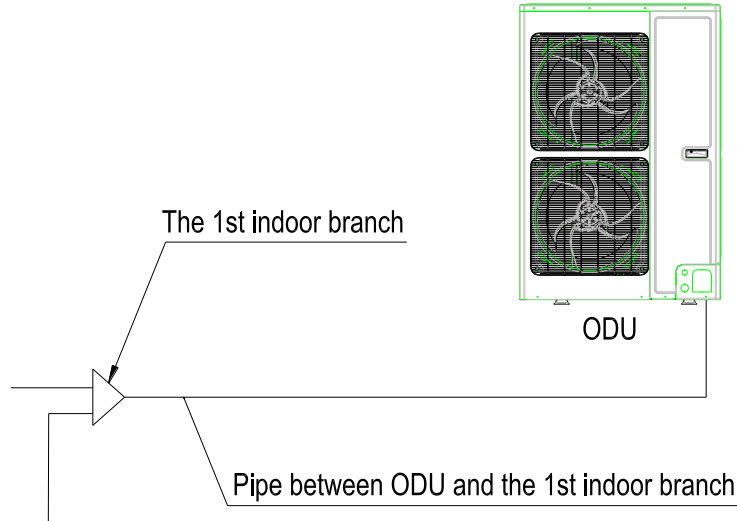 The 1st indoor branch
ODU
Pipe between ODU and the 1st indoor branch